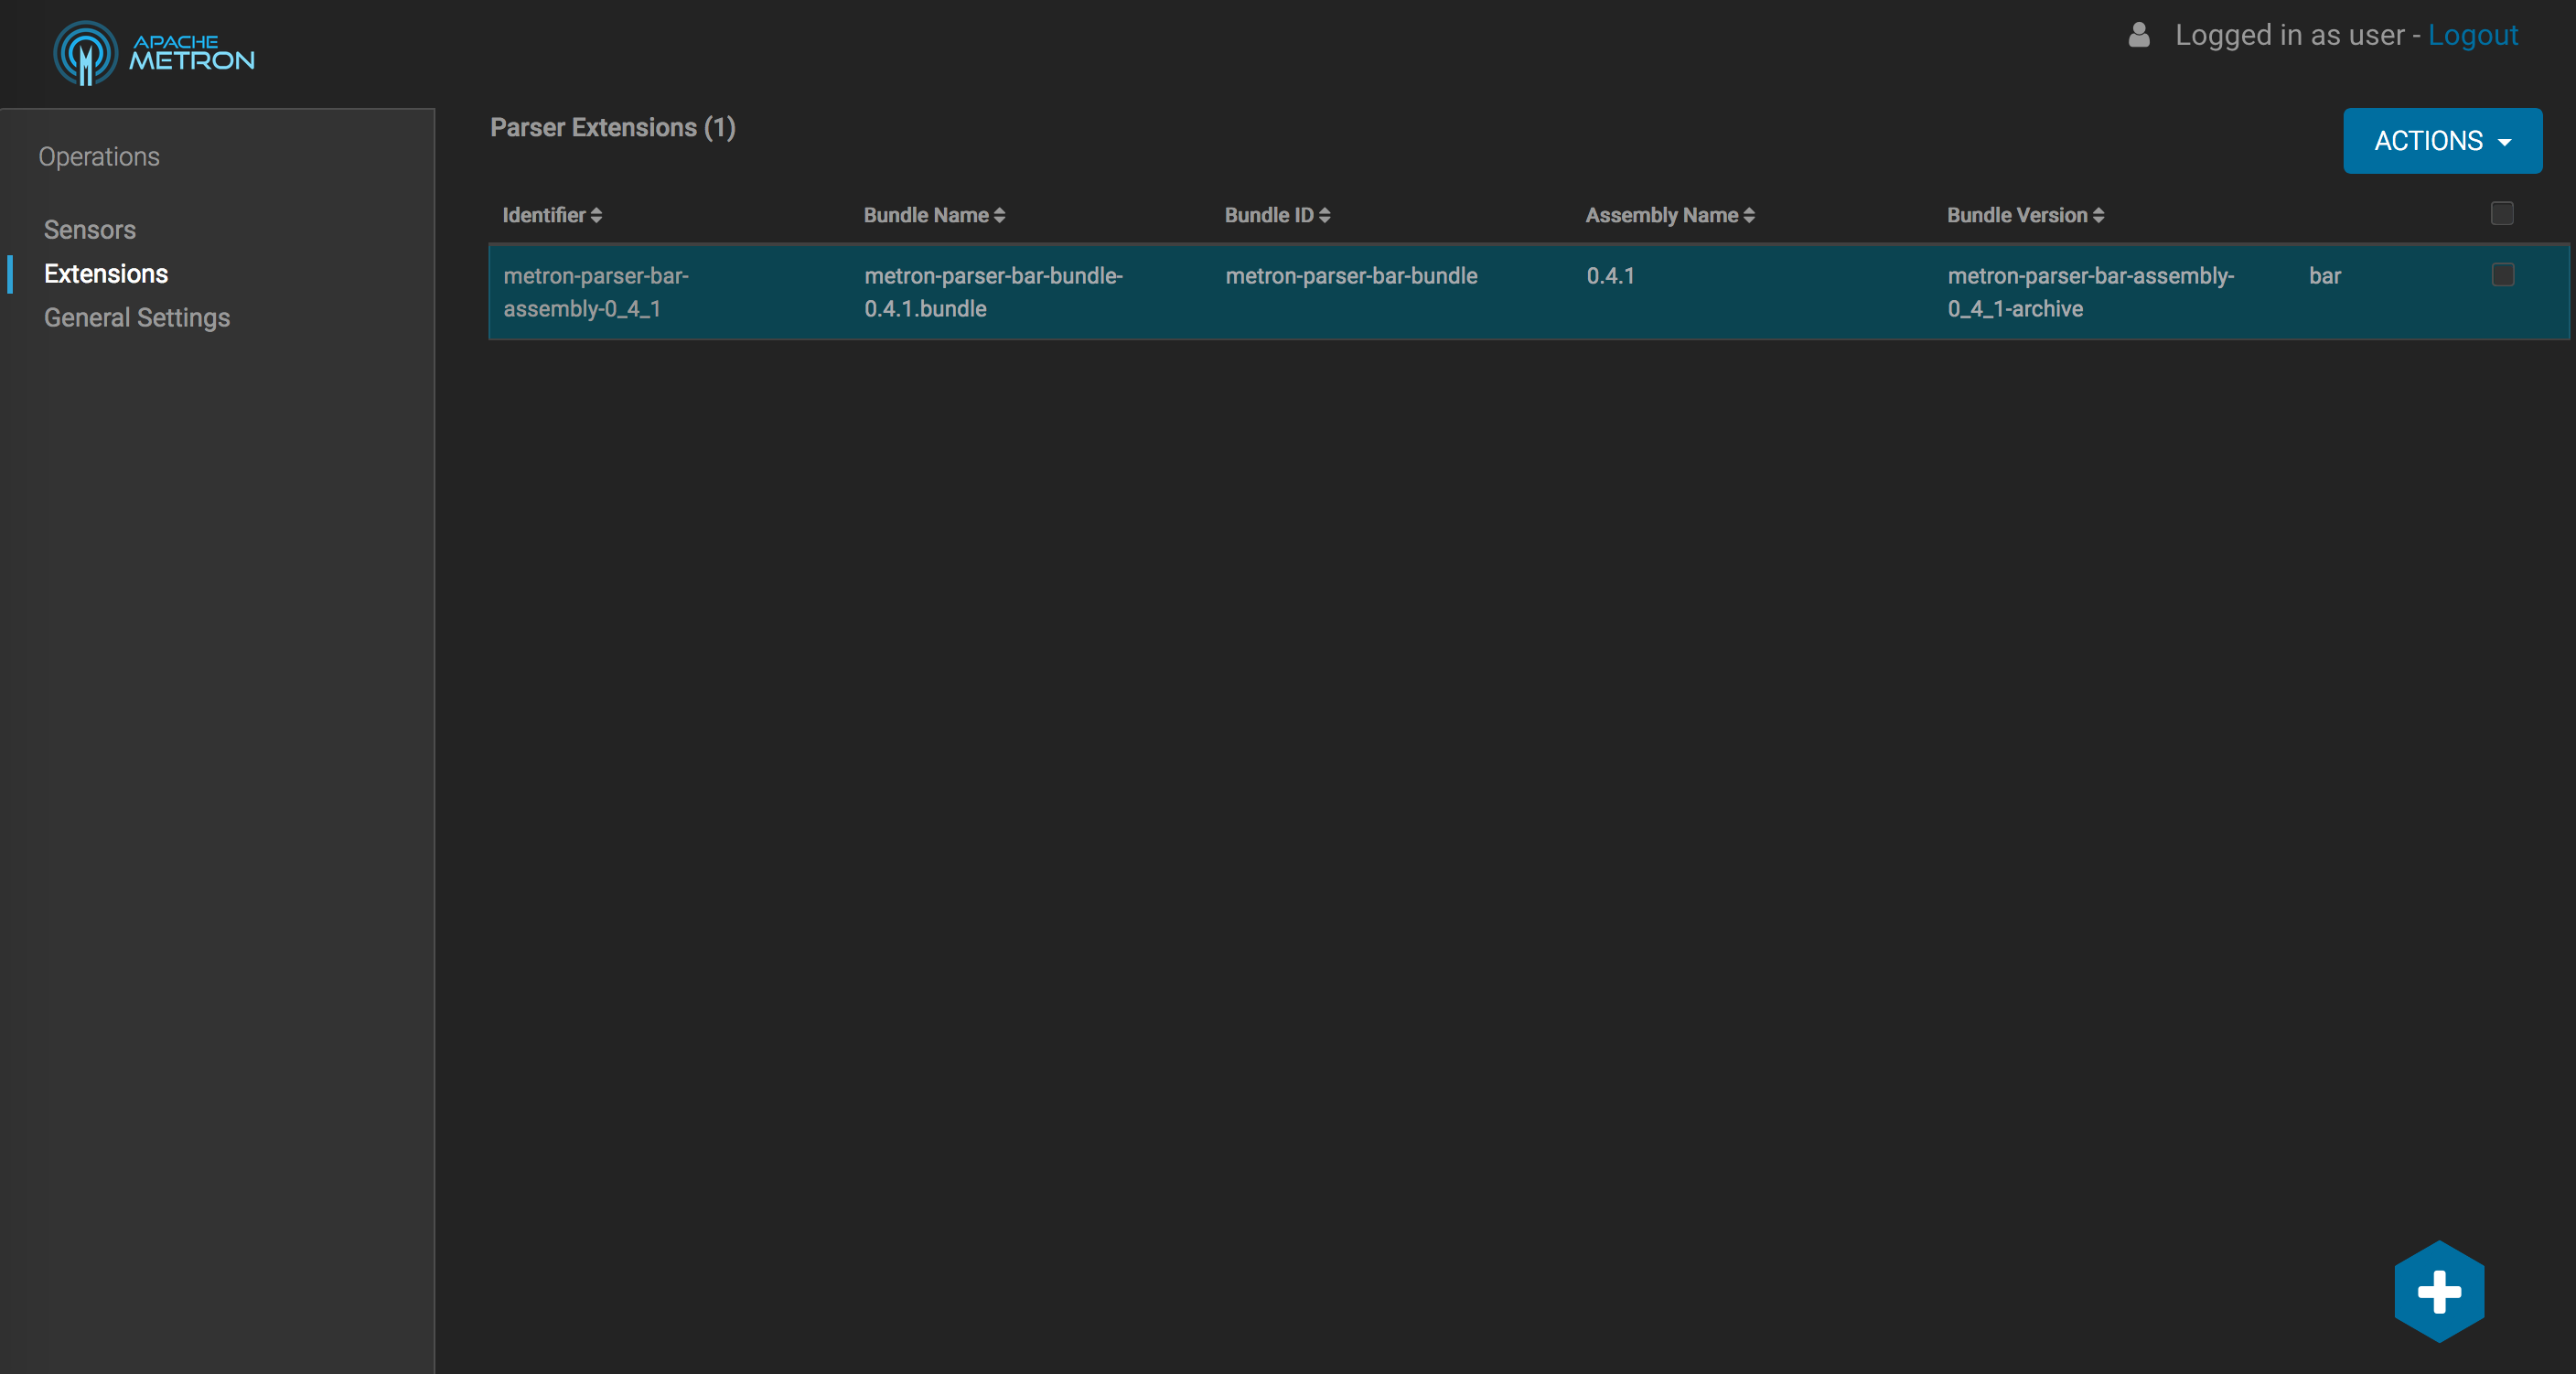 APACHE
METRON
Logged in as user - Logout
Operations
Sensors
Extensions
General Settings
Parser Extensions (1)
ACTIONS
Identifier Bundle Name Bundle ID Assembly Name Bundle Version
metron-parser-bar-
assembly-0_4_1
metron-parser-bar-bundle-
0.4.1.bundle
metron-parser-bar-bundle
0.4.1
metron-parser-bar-assembly-
0_4_1-archive
bar